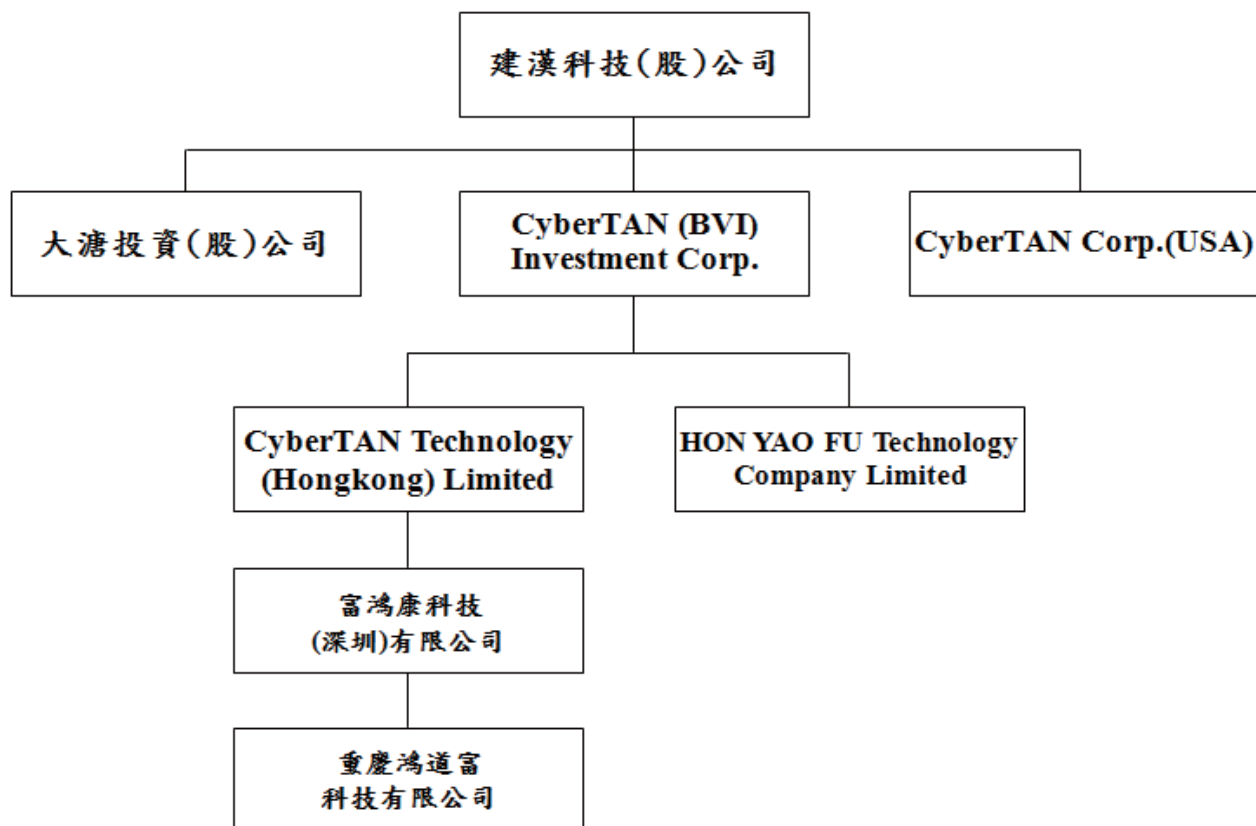 建漢科技(股)公司
大溏投資(股)公司
CyberTAN (BVI)
Investment Corp.
CyberTAN Corp.(USA)
CyberTAN Technology
(Hongkong) Limited
HON YAO FU Technology
Company Limited
富鴻康科技
(深圳)有限公司
重慶鴻道富
科技有限公司